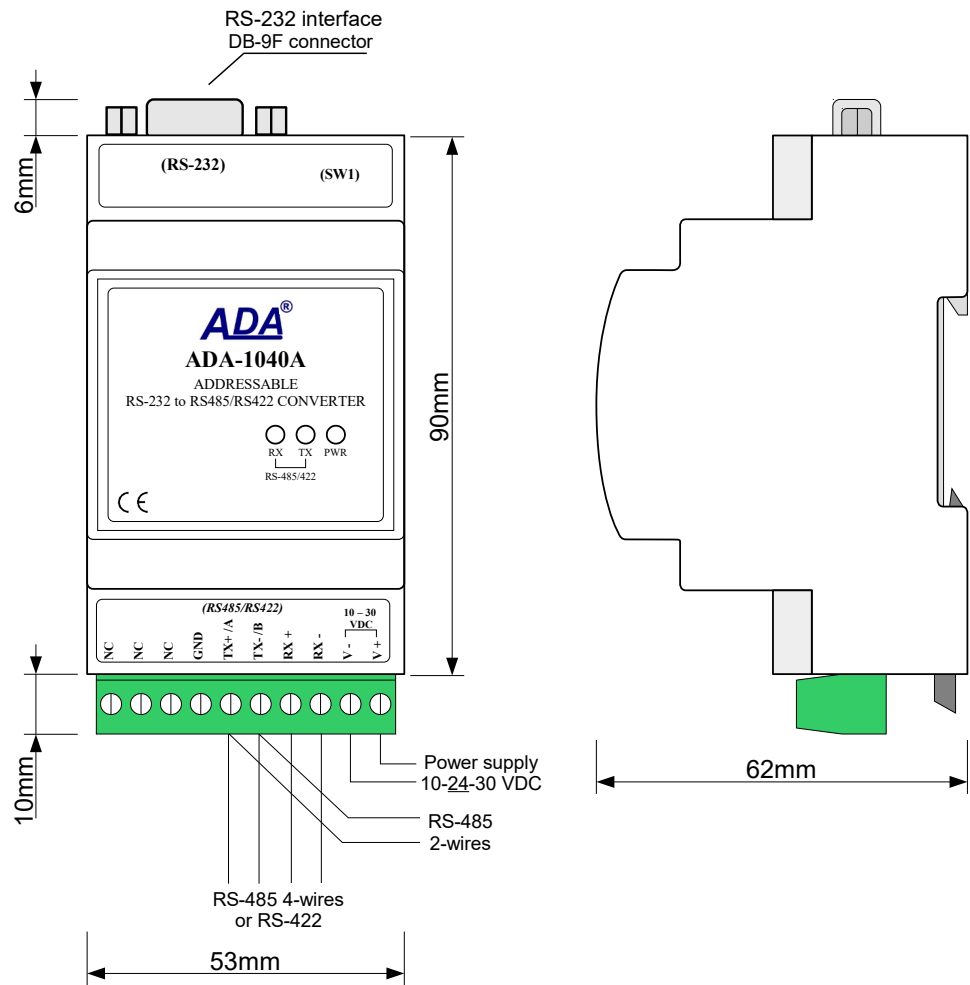 RS-232 interface
DB-9F connector
6mm
(RS-232)
(SW1)
ADA®
ADA-1040A
ADDRESSABLE
RS-232 to RS485/RS422 CONVERTER
RX TX PWR
RS-485/422
CE
90mm
(RS485/RS422)
10 – 30
VDC
NC
NC
NC
GND
TX+ /A
TX- /B
RX +
RX -
V -
V +
10mm
Power supply
10-24-30 VDC
RS-485
2-wires
RS-485 4-wires
or RS-422
53mm
62mm